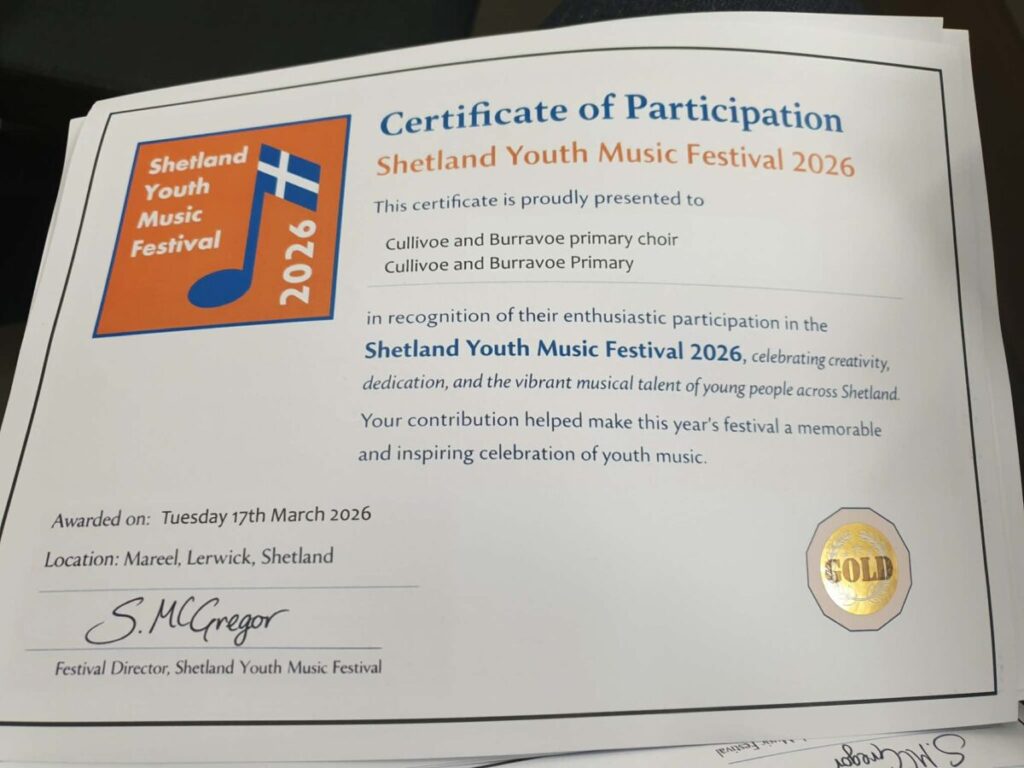 Shetland
Youth
Music
Festival
2026
Certificate of Participation
Shetland Youth Music Festival 2026
This certificate is proudly presented to
Cullivoe and Burravoe primary choir
Cullivoe and Burravoe Primary
in recognition of their enthusiastic participation in the
Shetland Youth Music Festival 2026, celebrating creativity,
dedication, and the vibrant musical talent of young people across Shetland.
Your contribution helped make this year's festival a memorable
and inspiring celebration of youth music.
Awarded on: Tuesday 17th March 2026
Location: Mareel, Lerwick, Shetland
S. McGregor
Festival Director, Shetland Youth Music Festival
GOLD
Music Festival
S. McGregor